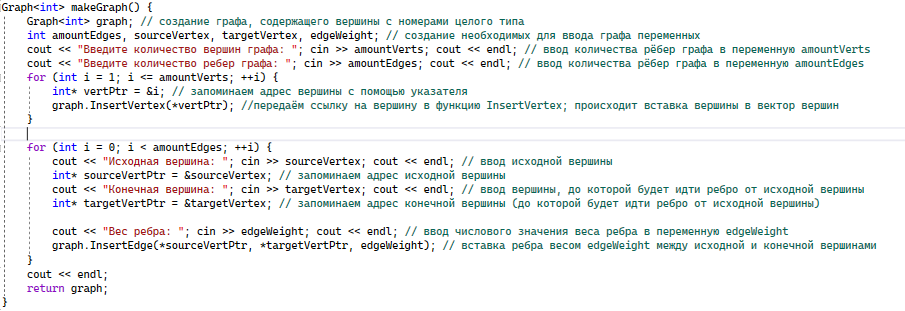 Graph<int> makeGraph() {
    Graph<int> graph; // создание графа, содержащего вершины с номерами целого типа
    int amountEdges, sourceVertex, targetVertex, edgeWeight; // создание необходимых для ввода графа переменных
    cout << "Введите количество вершин графа: "; cin >> amountVerts; cout << endl; // ввод количества рёбер графа в переменную amountVerts
    cout << "Введите количество ребер графа: "; cin >> amountEdges; cout << endl; // ввод количества рёбер графа в переменную amountEdges
    for (int i = 1; i <= amountVerts; ++i) {
        int* vertPtr = &i; // запоминаем адрес вершины с помощью указателя
        graph.InsertVertex(*vertPtr); //передаём ссылку на вершину в функцию InsertVertex; происходит вставка вершины в вектор вершин
    }
    for (int i = 0; i < amountEdges; ++i) {
        cout << "Исходная вершина: "; cin >> sourceVertex; cout << endl; // ввод исходной вершины
        int* sourceVertPtr = &sourceVertex; // запоминаем адрес исходной вершины
        cout << "Конечная вершина: "; cin >> targetVertex; cout << endl; // ввод вершины, до которой будет идти ребро от исходной вершины
        int* targetVertPtr = &targetVertex; // запоминаем адрес конечной вершины (до которой будет идти ребро от исходной вершины)
        cout << "Вес ребра: "; cin >> edgeWeight; cout << endl; // ввод числового значения веса ребра в переменную edgeWeight
        graph.InsertEdge(*sourceVertPtr, *targetVertPtr, edgeWeight); // вставка ребра весом edgeWeight между исходной и конечной вершинами
    }
    cout << endl;
    return graph;
}